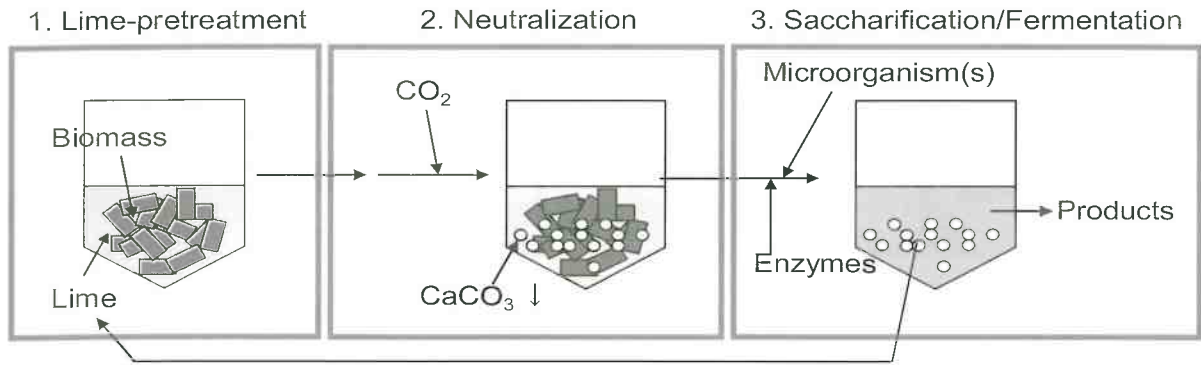 1. Lime-pretreatment
2. Neutralization
3. Saccharification/Fermentation
Biomass
Lime
CO₂
CaCO₃ ↓
Microorganism(s)
Enzymes
Products